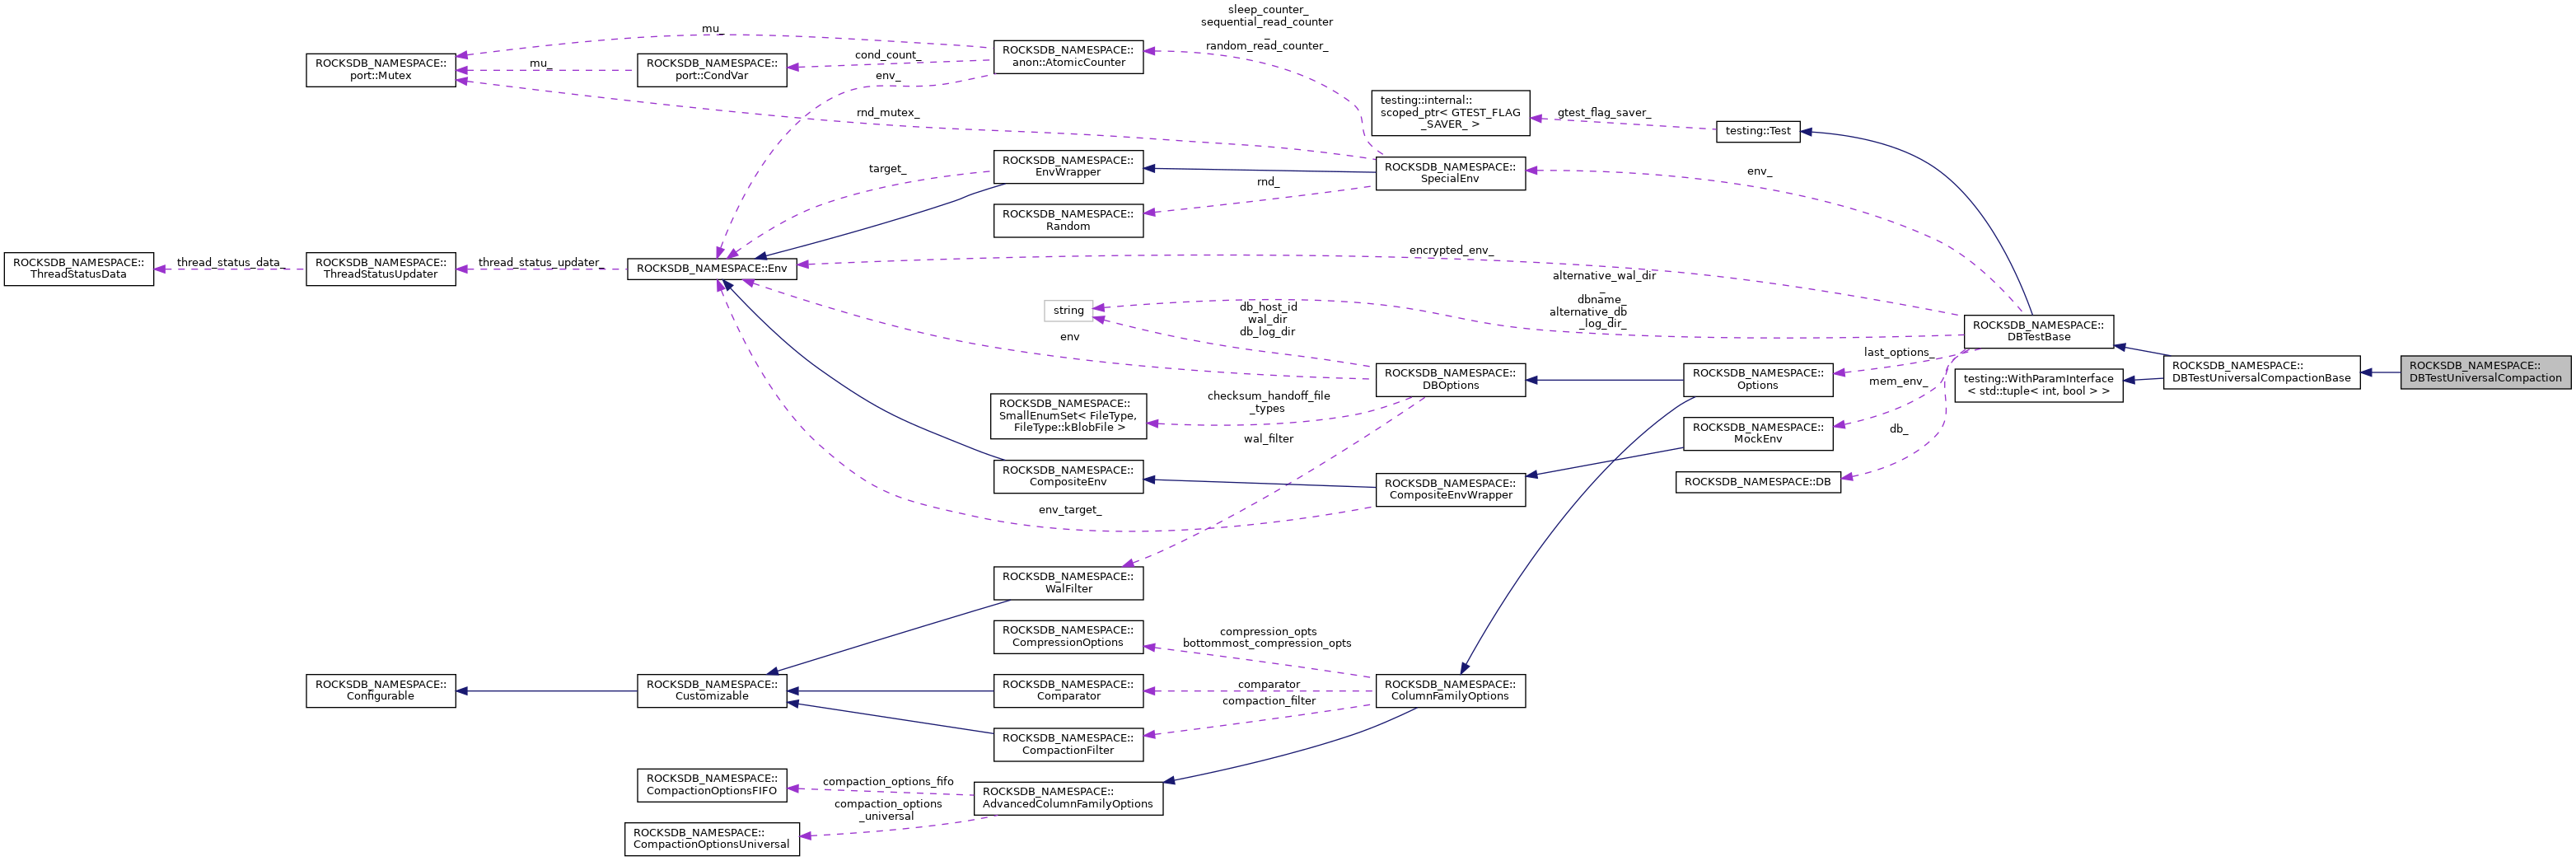 sleep_counter_
sequential_read_counter
_
random_read_counter_
mu_
ROCKSDB_NAMESPACE::
port::Mutex
mu_
ROCKSDB_NAMESPACE::
port::CondVar
cond_count_
env_
ROCKSDB_NAMESPACE::
anon::AtomicCounter
rnd_mutex_
testing::internal::
scoped_ptr< GTEST_FLAG
_SAVER_ >
gtest_flag_saver_
testing::Test
ROCKSDB_NAMESPACE::
EnvWrapper
target_
ROCKSDB_NAMESPACE::
SpecialEnv
rnd_
env_
ROCKSDB_NAMESPACE::
Random
ROCKSDB_NAMESPACE::
ThreadStatusData
thread_status_data_
ROCKSDB_NAMESPACE::
ThreadStatusUpdater
thread_status_updater_
ROCKSDB_NAMESPACE::Env
encrypted_env_
alternative_wal_dir
_
dbname_
alternative_db
_log_dir_
string
db_host_id
wal_dir
db_log_dir
env
ROCKSDB_NAMESPACE::
DBTestBase
last_options_
mem_env_
db_
ROCKSDB_NAMESPACE::
DBOptions
ROCKSDB_NAMESPACE::
Options
testing::WithParamInterface
< std::tuple< int, bool > >
ROCKSDB_NAMESPACE::
DBTestUniversalCompactionBase
ROCKSDB_NAMESPACE::
DBTestUniversalCompaction
ROCKSDB_NAMESPACE::
SmallEnumSet< FileType,
FileType::kBlobFile >
checksum_handoff_file
_types
wal_filter
ROCKSDB_NAMESPACE::
MockEnv
ROCKSDB_NAMESPACE::DB
ROCKSDB_NAMESPACE::
CompositeEnv
ROCKSDB_NAMESPACE::
CompositeEnvWrapper
env_target_
ROCKSDB_NAMESPACE::
WalFilter
ROCKSDB_NAMESPACE::
CompressionOptions
compression_opts
bottommost_compression_opts
ROCKSDB_NAMESPACE::
Configurable
ROCKSDB_NAMESPACE::
Customizable
ROCKSDB_NAMESPACE::
Comparator
comparator
compaction_filter
ROCKSDB_NAMESPACE::
ColumnFamilyOptions
ROCKSDB_NAMESPACE::
CompactionFilter
ROCKSDB_NAMESPACE::
CompactionOptionsFIFO
compaction_options_fifo
compaction_options
_universal
ROCKSDB_NAMESPACE::
AdvancedColumnFamilyOptions
ROCKSDB_NAMESPACE::
CompactionOptionsUniversal